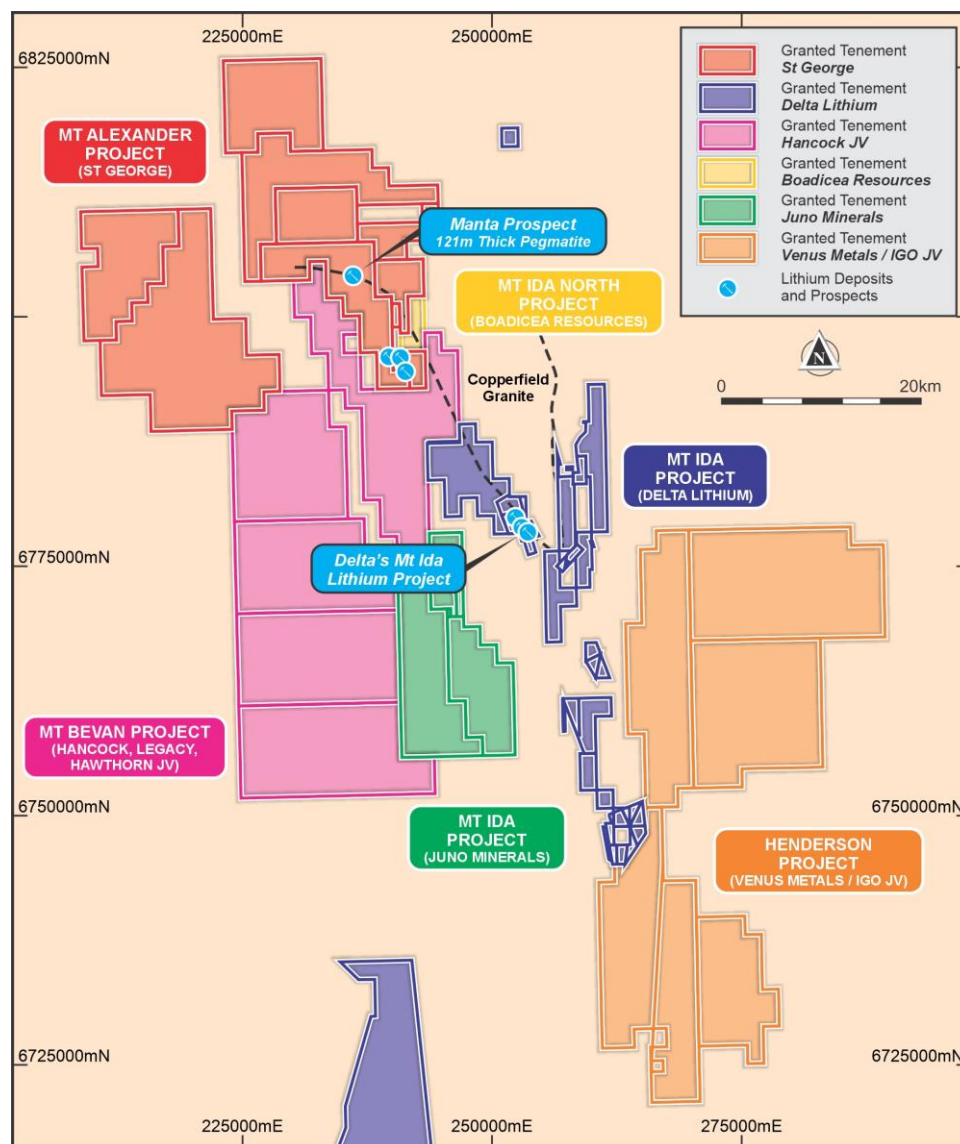 225000mE
250000mE
6825000mN
Granted Tenement
St George
Granted Tenement
Delta Lithium
Granted Tenement
Hancock JV
Granted Tenement
Boadicea Resources
Granted Tenement
Juno Minerals
Granted Tenement
Venus Metals / IGO JV
Lithium Deposits
and Prospects
MT ALEXANDER
PROJECT
(ST GEORGE)
Manta Prospect
121m Thick Pegmatite
MT IDA NORTH
PROJECT
(BOADICEA RESOURCES)
N
0
20km
Copperfield
Granite
MT IDA
PROJECT
(DELTA LITHIUM)
6775000mN
6775000mN
Delta's Mt Ida
Lithium Project
MT BEVAN PROJECT
(HANCOCK, LEGACY,
HAWTHORN JV)
6750000mN
6750000mN
MT IDA
PROJECT
(JUNO MINERALS)
HENDERSON
PROJECT
(VENUS METALS / IGO JV)
6725000mN
6725000mN
225000mE
250000mE
275000mE